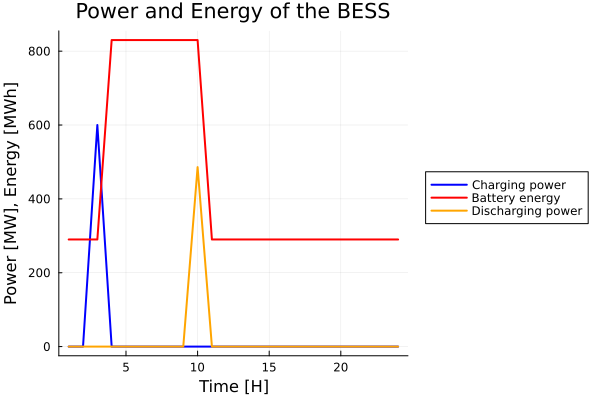 Power and Energy of the BESS
Power [MW], Energy [MWh]
800
600
400
200
0
5
10
15
20
Time [H]
Charging power
Battery energy
Discharging power